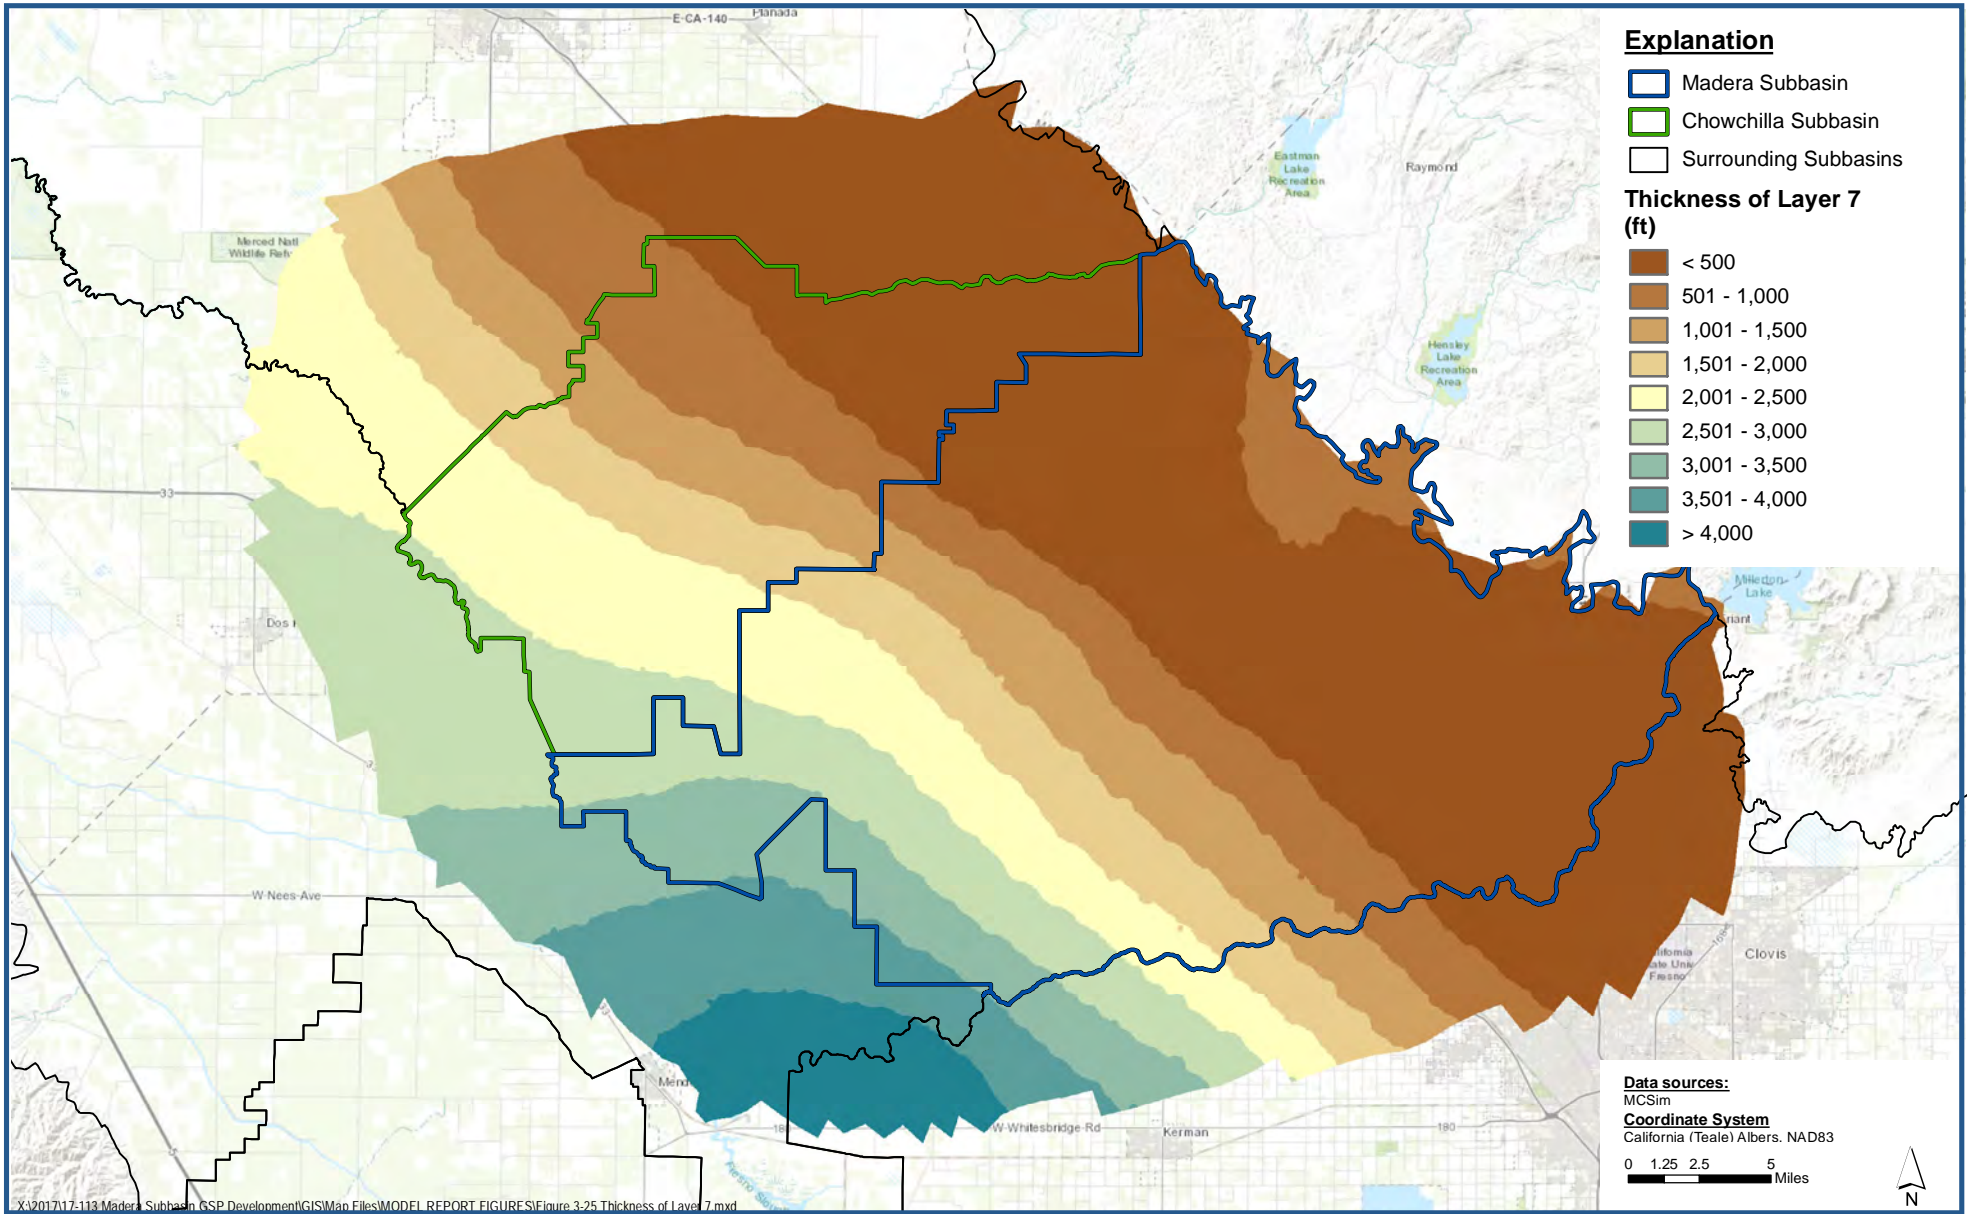 E-CA-140
Planada
Explanation
Madera Subbasin
Chowchilla Subbasin
Surrounding Subbasins
Thickness of Layer 7
(ft)
< 500
501 - 1,000
1,001 - 1,500
1,501 - 2,000
2,001 - 2,500
2,501 - 3,000
3,001 - 3,500
3,501 - 4,000
> 4,000
Eastman
Lake
Recreation
Area
Raymond
Merced Natl
Wildlife
Hensley
Lake
Recreation
Area
33
Millerton
Lake
Dos
W Nees-Ave
Clovis
Fresno
Mend
180
W-Whitesbridge-Rd
Kerman
180
5
Data sources:
MCSim
Coordinate System
California (Teale) Albers, NAD83
0 1.25 2.5 5
Miles
N
X:\2017\17-113 Madera Subbasin GSP Development\GIS\Map Files\MODEL REPORT FIGURES\Figure 3-25 Thickness of Layer 7.mxd